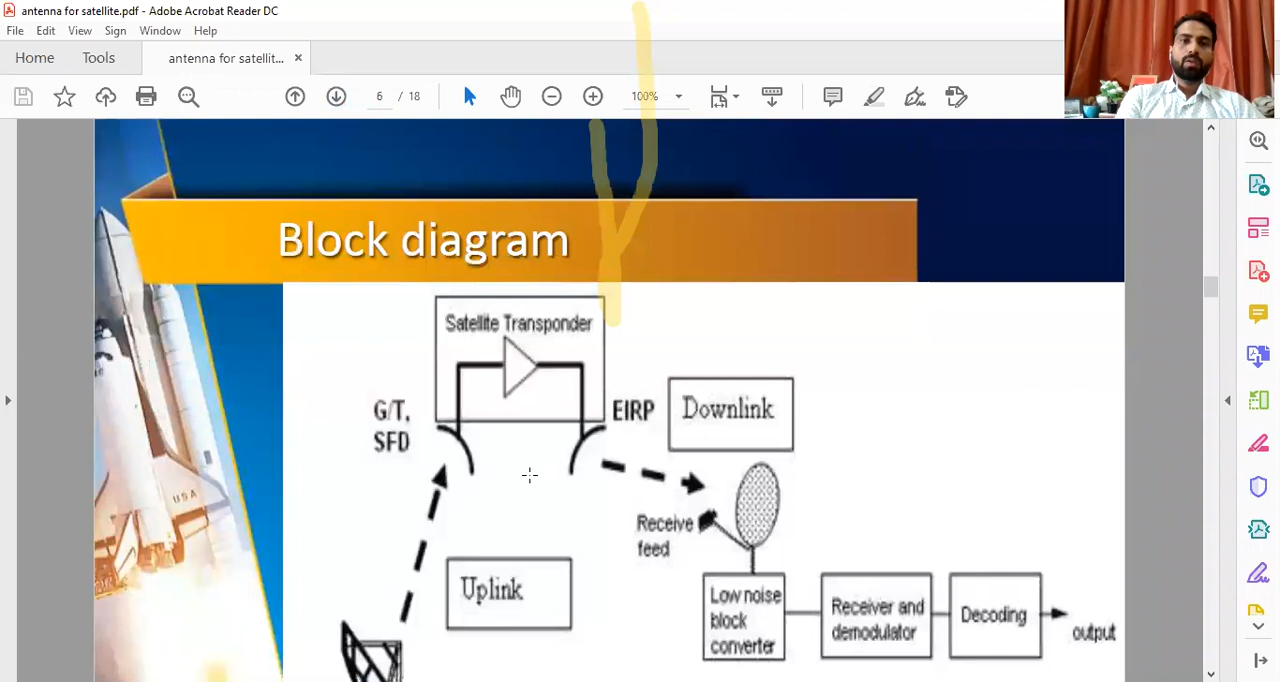 antenna for satellite.pdf - Adobe Acrobat Reader DC
File Edit View Sign Window Help
Home Tools antenna for satellit... ×
6 / 18 100%
Block diagram
Satellite Transponder
G/T,
SFD
EIRP
Downlink
Receive
feed
Uplink
Low noise
block
converter
Receiver and
demodulator
Decoding
output
USA